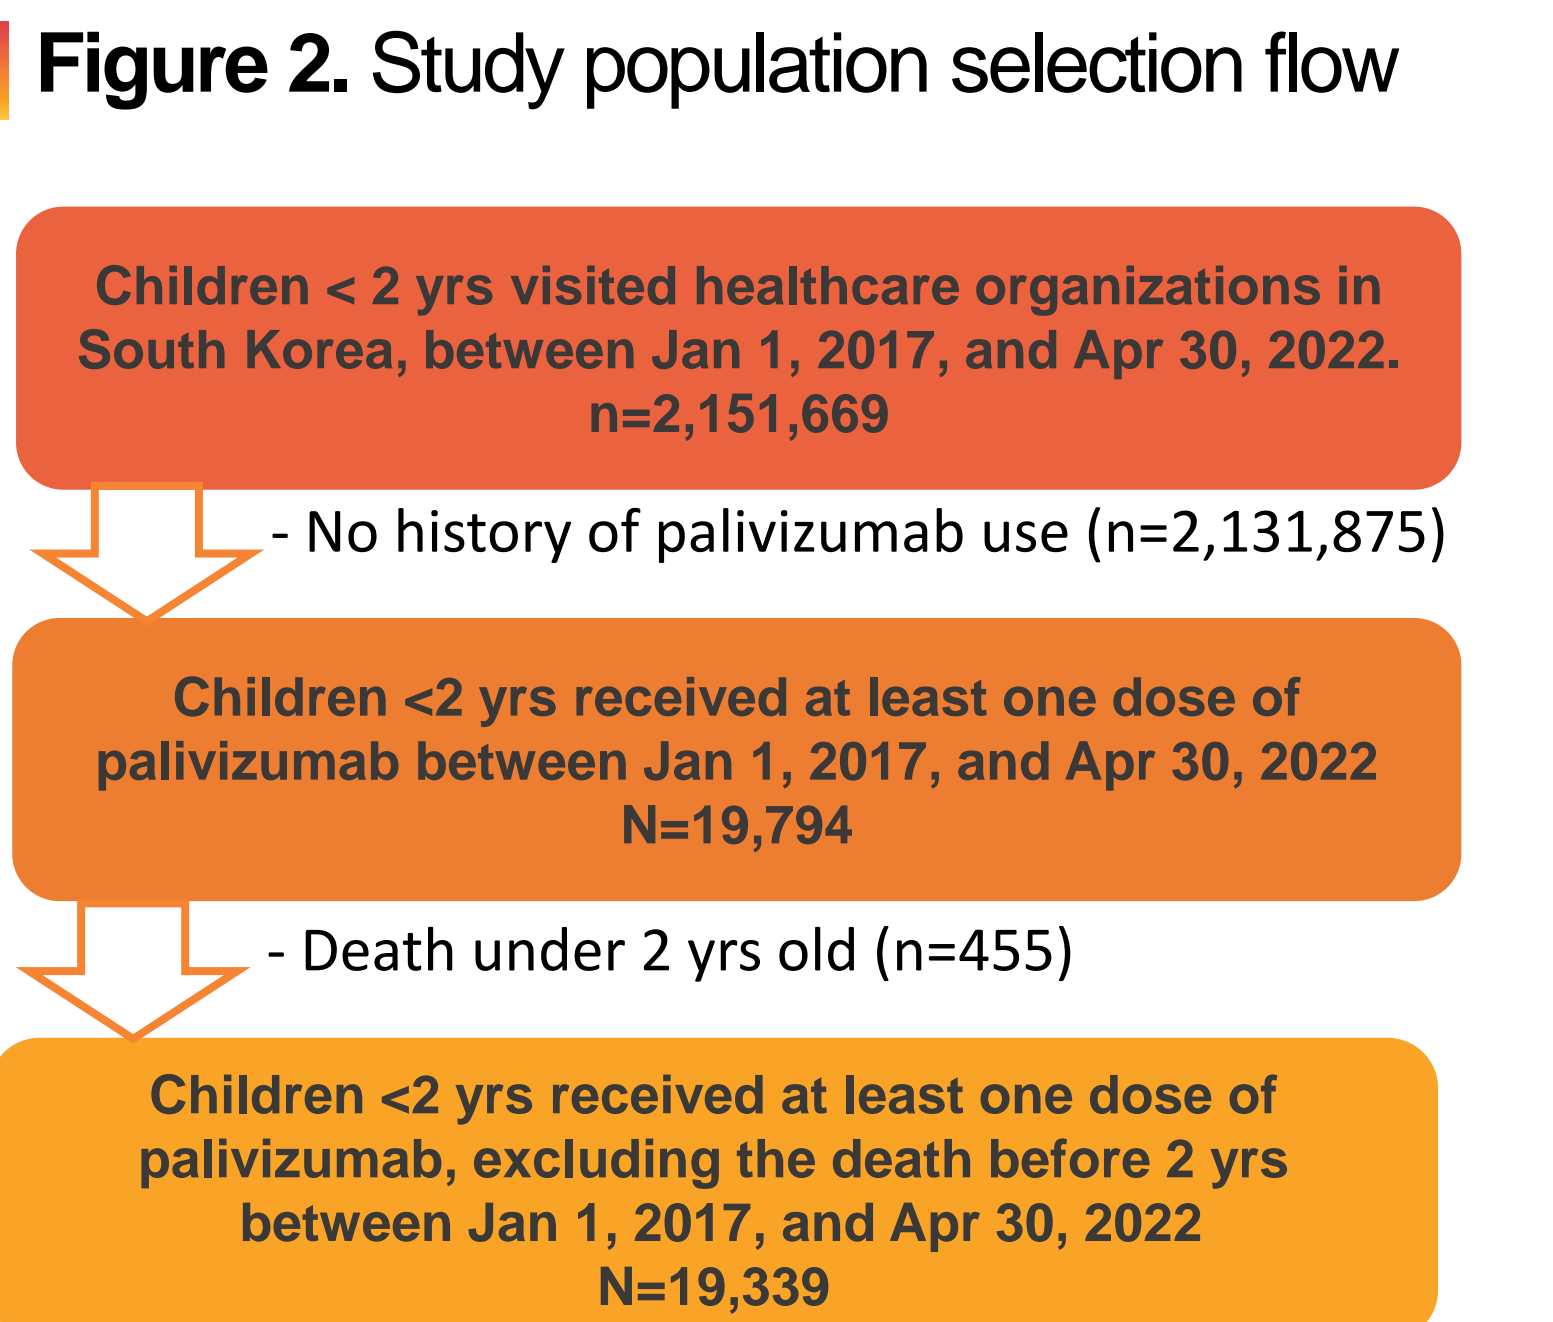 Figure 2. Study population selection flow
Children < 2 yrs visited healthcare organizations in
South Korea, between Jan 1, 2017, and Apr 30, 2022.
n=2,151,669
- No history of palivizumab use (n=2,131,875)
Children <2 yrs received at least one dose of
palivizumab between Jan 1, 2017, and Apr 30, 2022
N=19,794
- Death under 2 yrs old (n=455)
Children <2 yrs received at least one dose of
palivizumab, excluding the death before 2 yrs
between Jan 1, 2017, and Apr 30, 2022
N=19,339